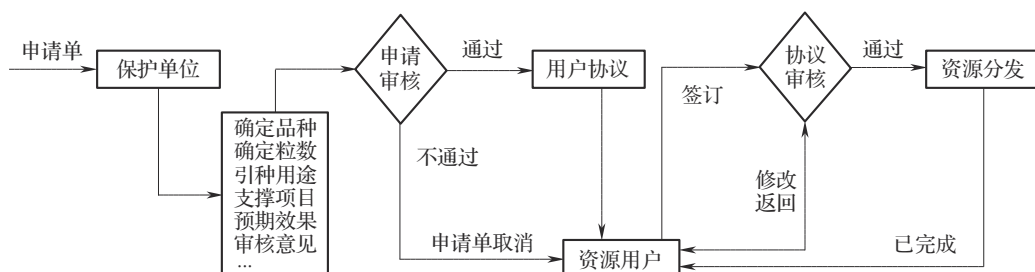 申请单
保护单位
确定品种
确定粒数
引种用途
支撑项目
预期效果
审核意见
...
申请
审核
通过
不通过
申请单取消
用户协议
资源用户
签订
协议
审核
通过
修改
返回
资源分发
已完成